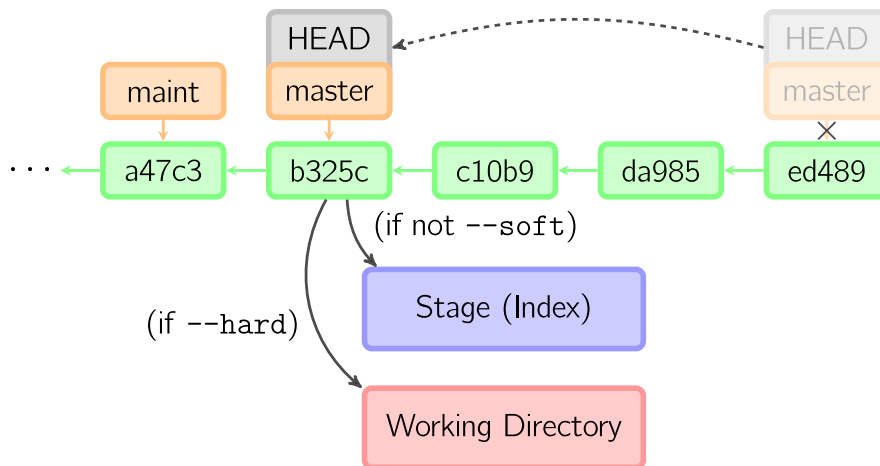 HEAD
HEAD
maint
master
master
... a47c3 b325c c10b9 da985 ed489
(if not --soft)
Stage (Index)
(if --hard)
Working Directory